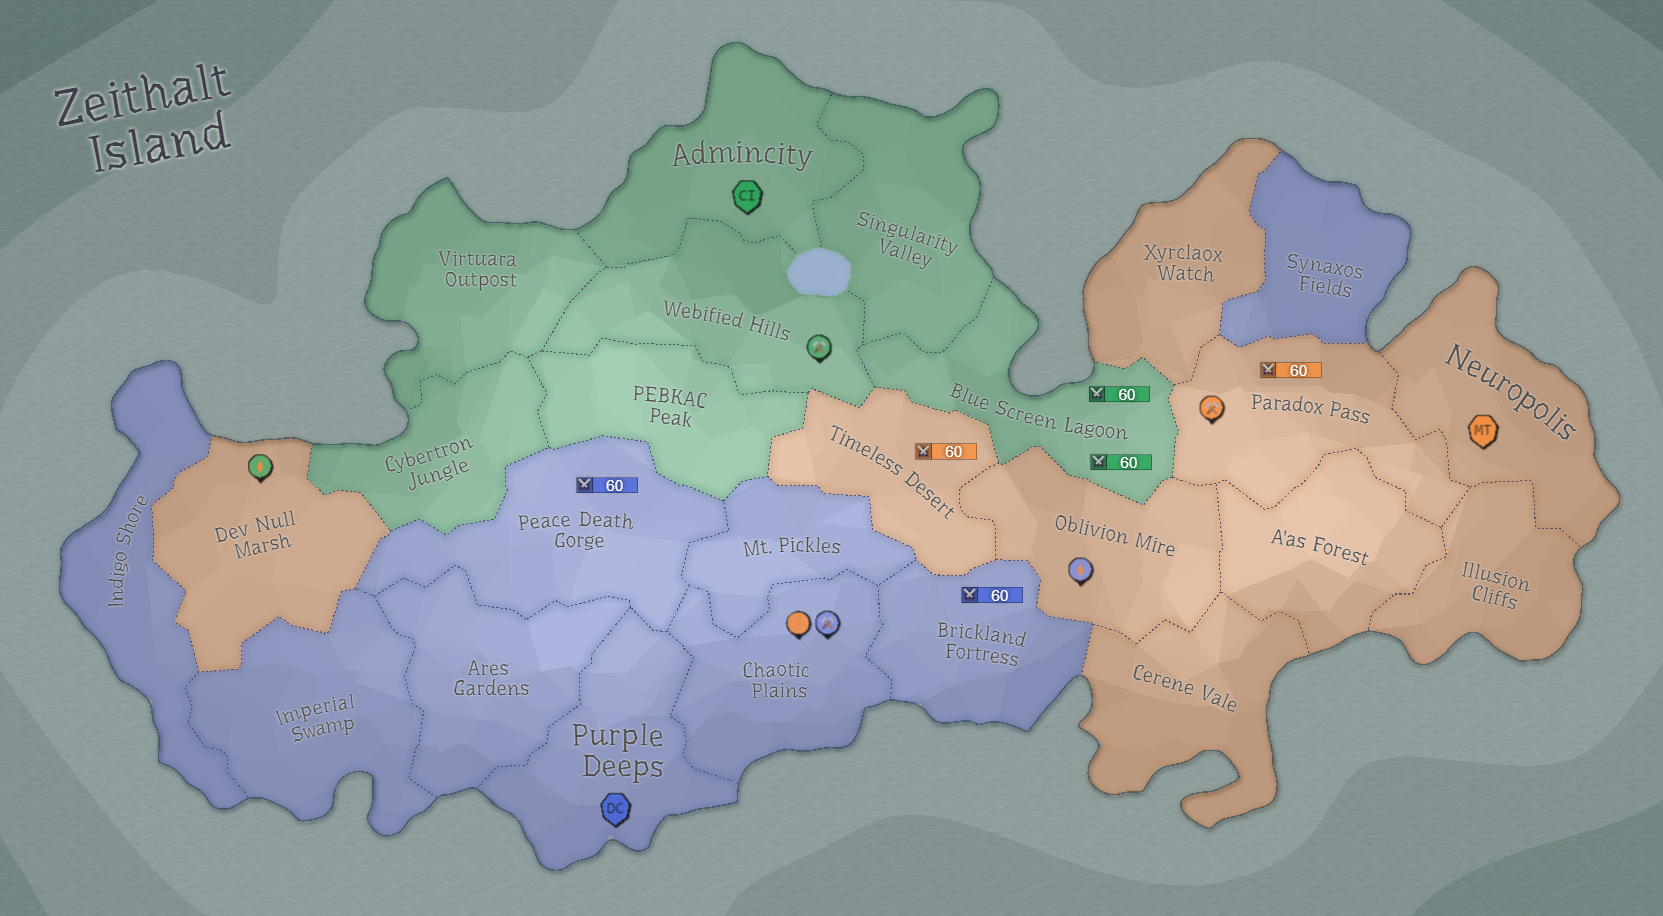 Zeithalt
Island
Admincity
CI
Singularity
Valley
Virtuara
Outpost
Webified Hills
Xyrclaox
Watch
Synaxos
Fields
Neuropolis
MT
60
Paradox Pass
60
Blue Screen Lagoon
60
PEBKAC
Peak
Timeless Desert
60
Cybertron
Jungle
60
Peace Death
Gorge
Dev Null
Marsh
Indigo Shore
Mt. Pickles
Oblivion Mire
A'as Forest
Illusion
Cliffs
60
Brickland
Fortress
Ares
Gardens
Chaotic
Plains
Cerene Vale
Imperial
Swamp
Purple
Deeps
DC